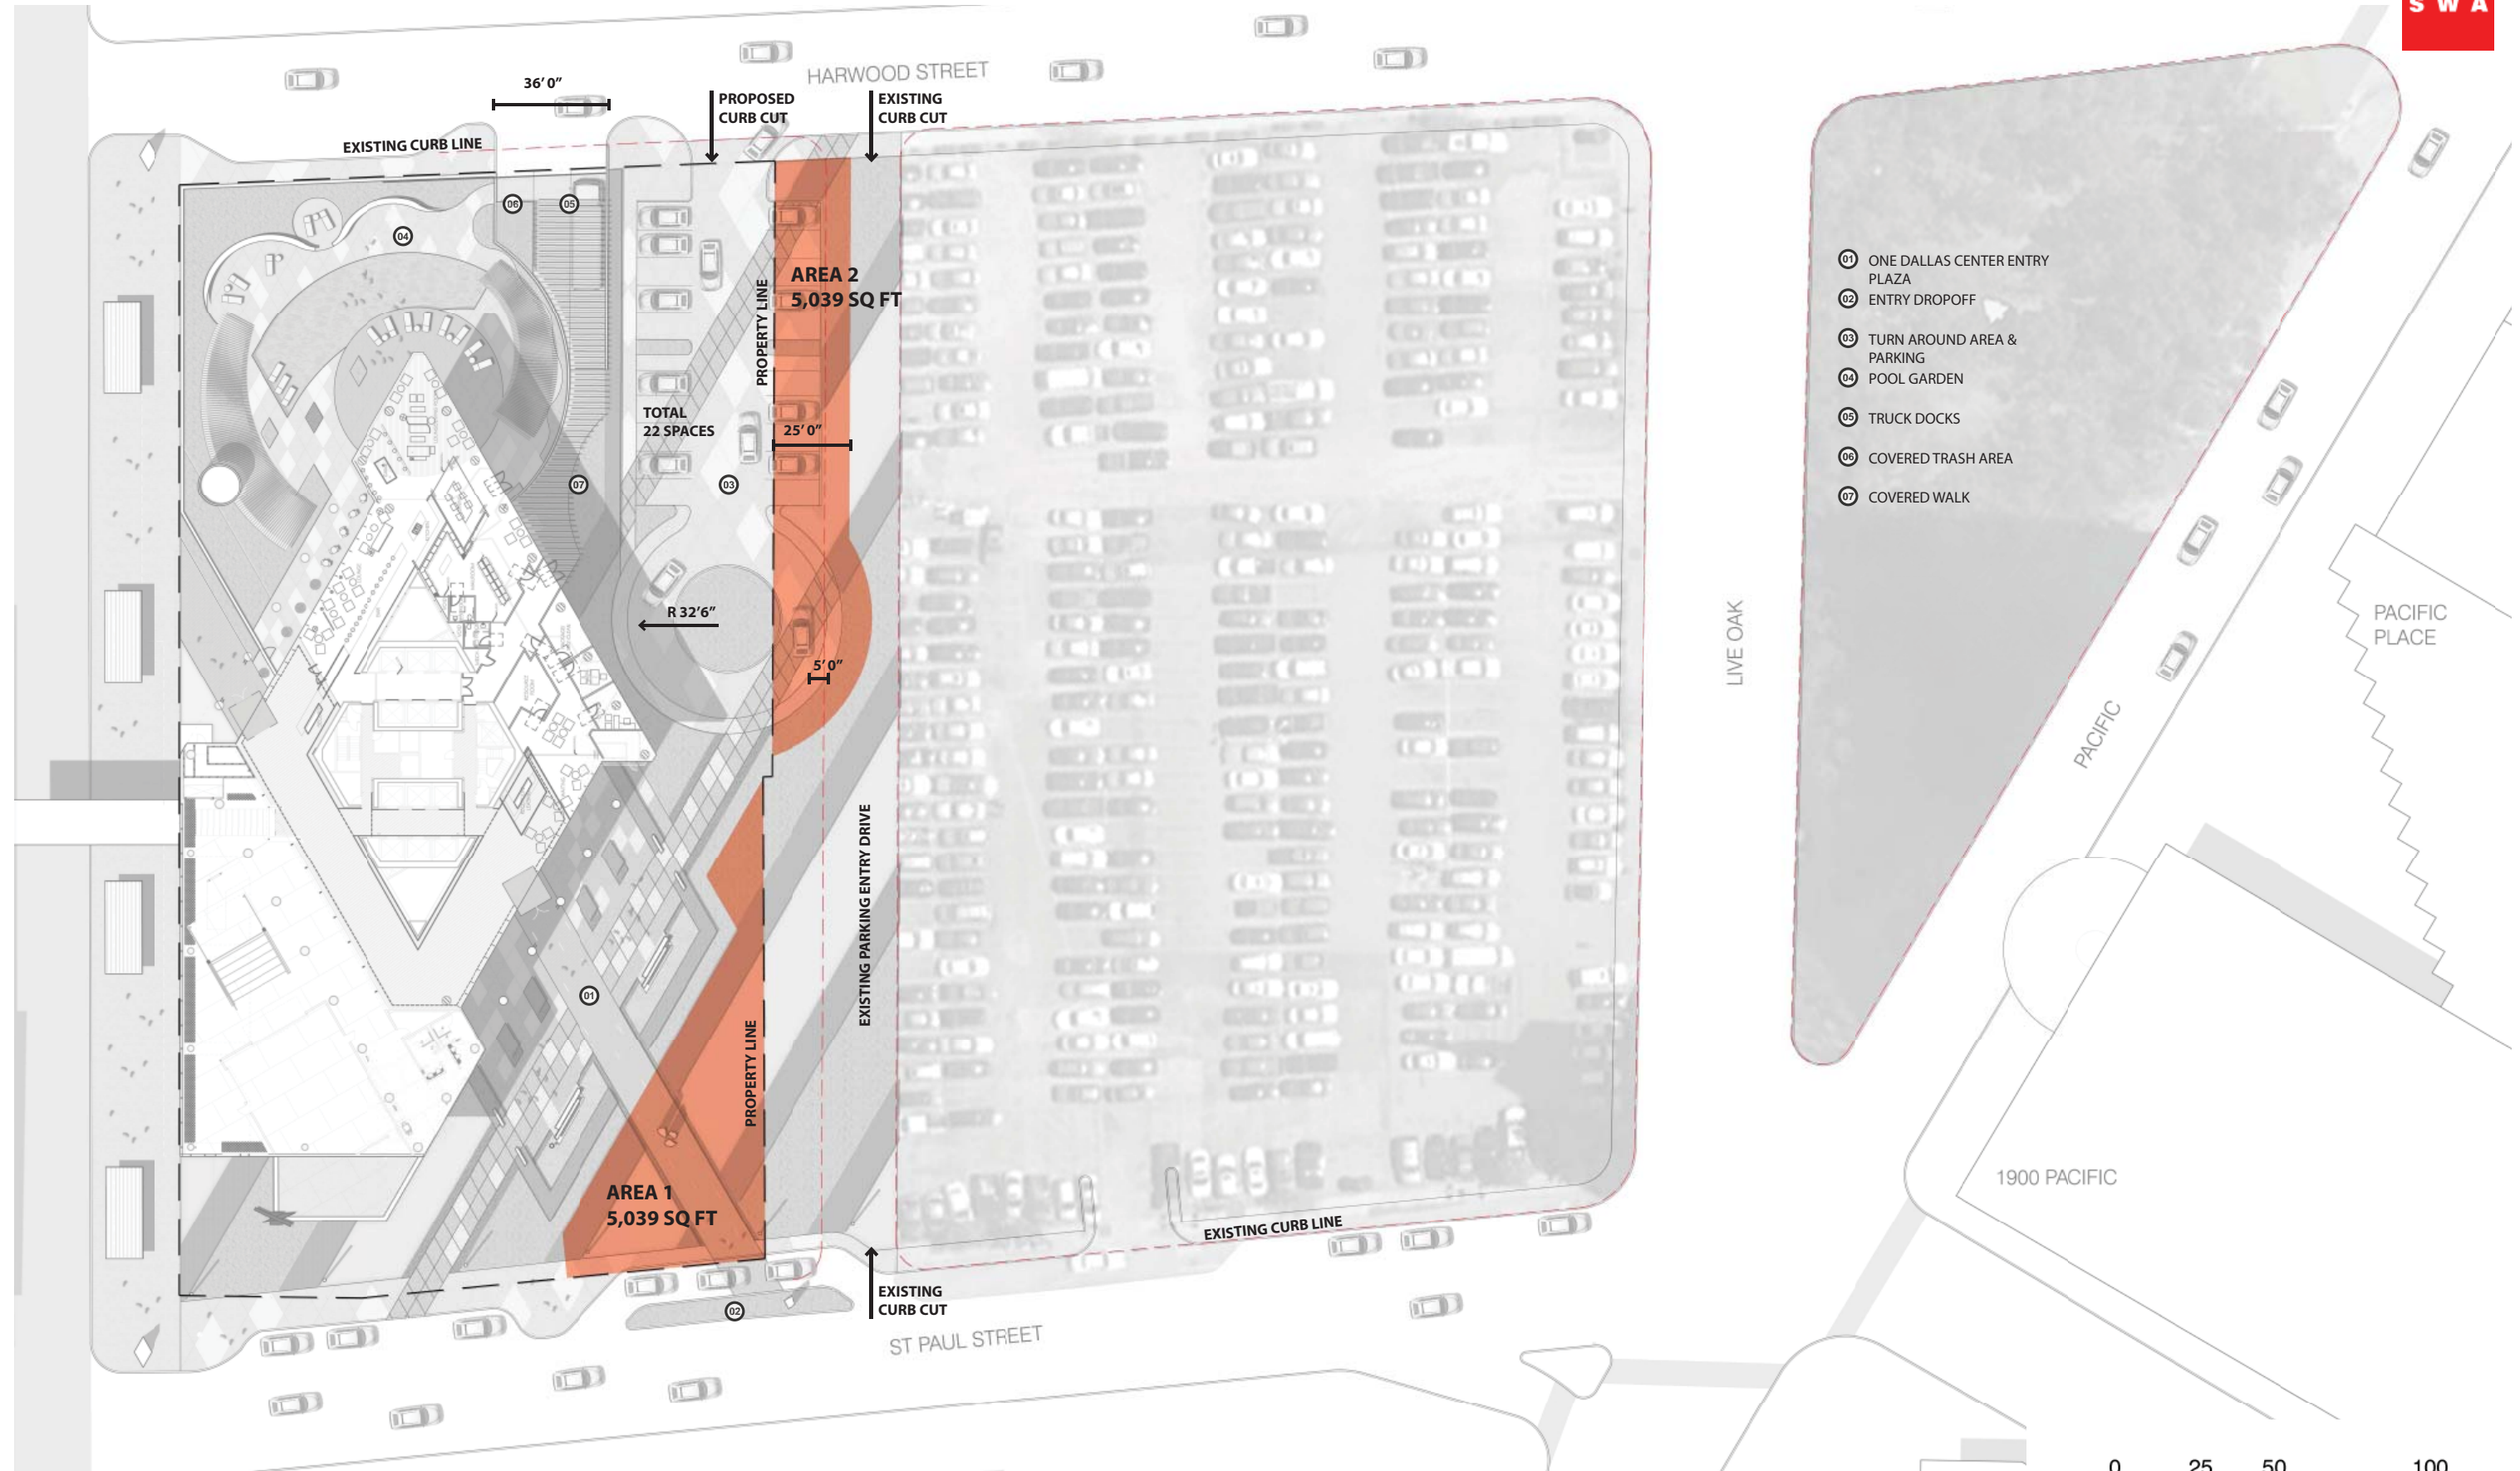 S W A
HARWOOD STREET
36' 0"
PROPOSED
CURB CUT
EXISTING
CURB CUT
EXISTING CURB LINE
06
05
04
AREA 2
5,039 SQ FT
PROPERTY LINE
TOTAL
22 SPACES
25' 0"
07
03
R 32'6"
5' 0"
01 ONE DALLAS CENTER ENTRY
PLAZA
02 ENTRY DROPOFF
03 TURN AROUND AREA &
PARKING
04 POOL GARDEN
05 TRUCK DOCKS
06 COVERED TRASH AREA
07 COVERED WALK
LIVE OAK
PACIFIC
PLACE
PACIFIC
EXISTING PARKING ENTRY DRIVE
01
PROPERTY LINE
AREA 1
5,039 SQ FT
1900 PACIFIC
EXISTING CURB LINE
EXISTING
CURB CUT
02
ST PAUL STREET
0 25 50 100